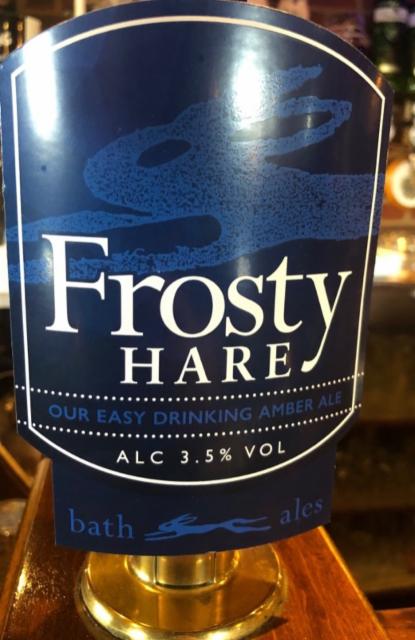 Frosty
HARE
OUR EASY DRINKING AMBER ALE
ALC 3.5% VOL
bath ales